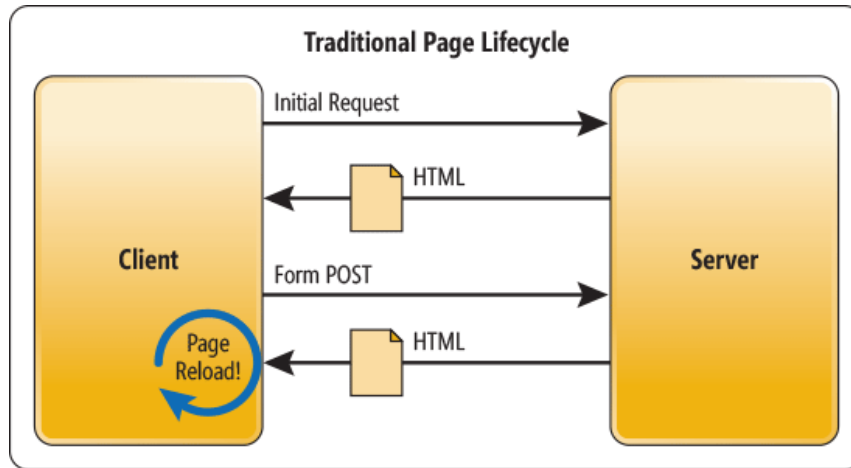 Traditional Page Lifecycle
Initial Request
HTML
Client
Server
Form POST
HTML
Page
Reload!